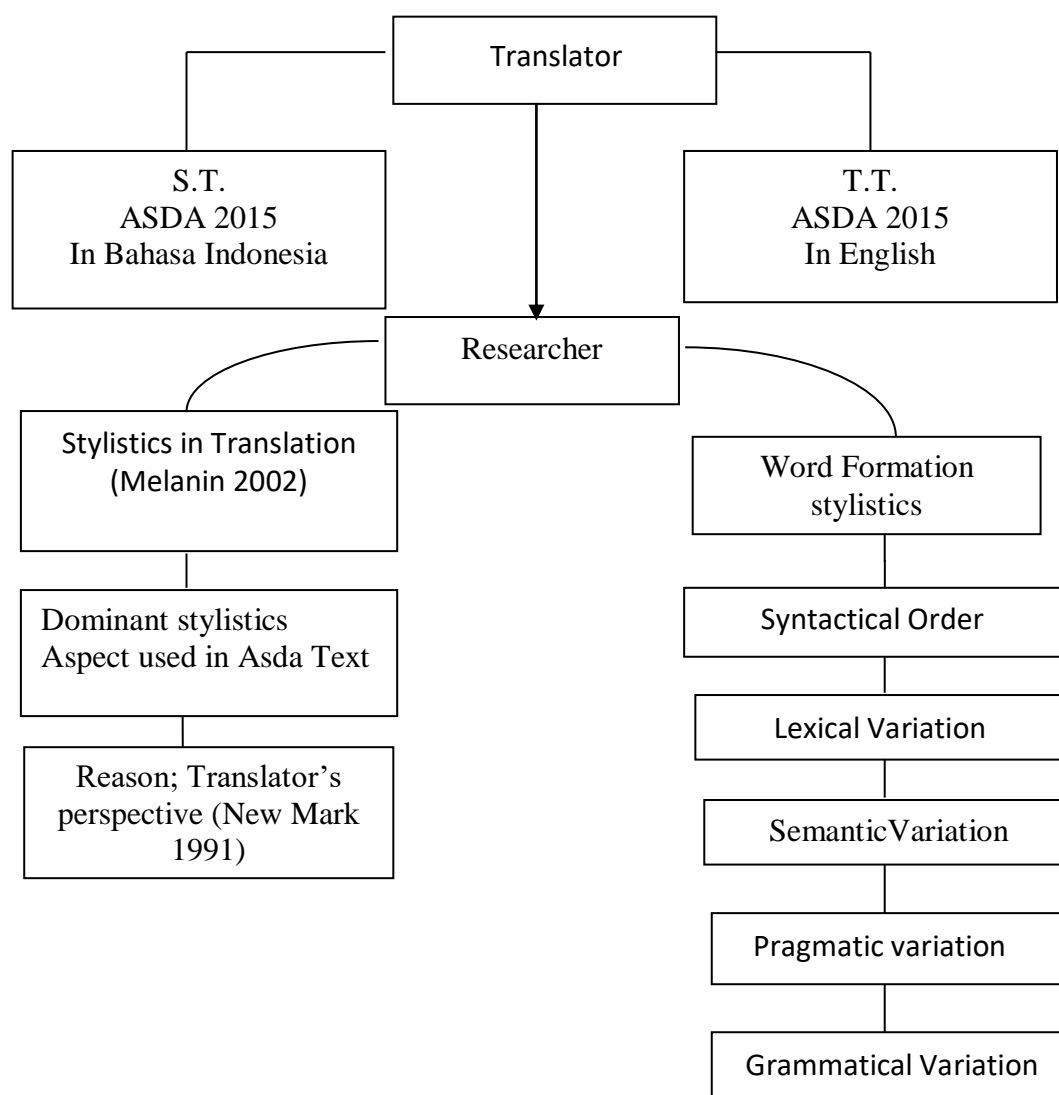 Translator
S.T.
ASDA 2015
In Bahasa Indonesia
T.T.
ASDA 2015
In English
Researcher
Stylistics in Translation
(Melanin 2002)
Dominant stylistics
Aspect used in Asda Text
Reason; Translator’s
perspective (New Mark
1991)
Word Formation
stylistics
Syntactical Order
Lexical Variation
SemanticVariation
Pragmatic variation
Grammatical Variation